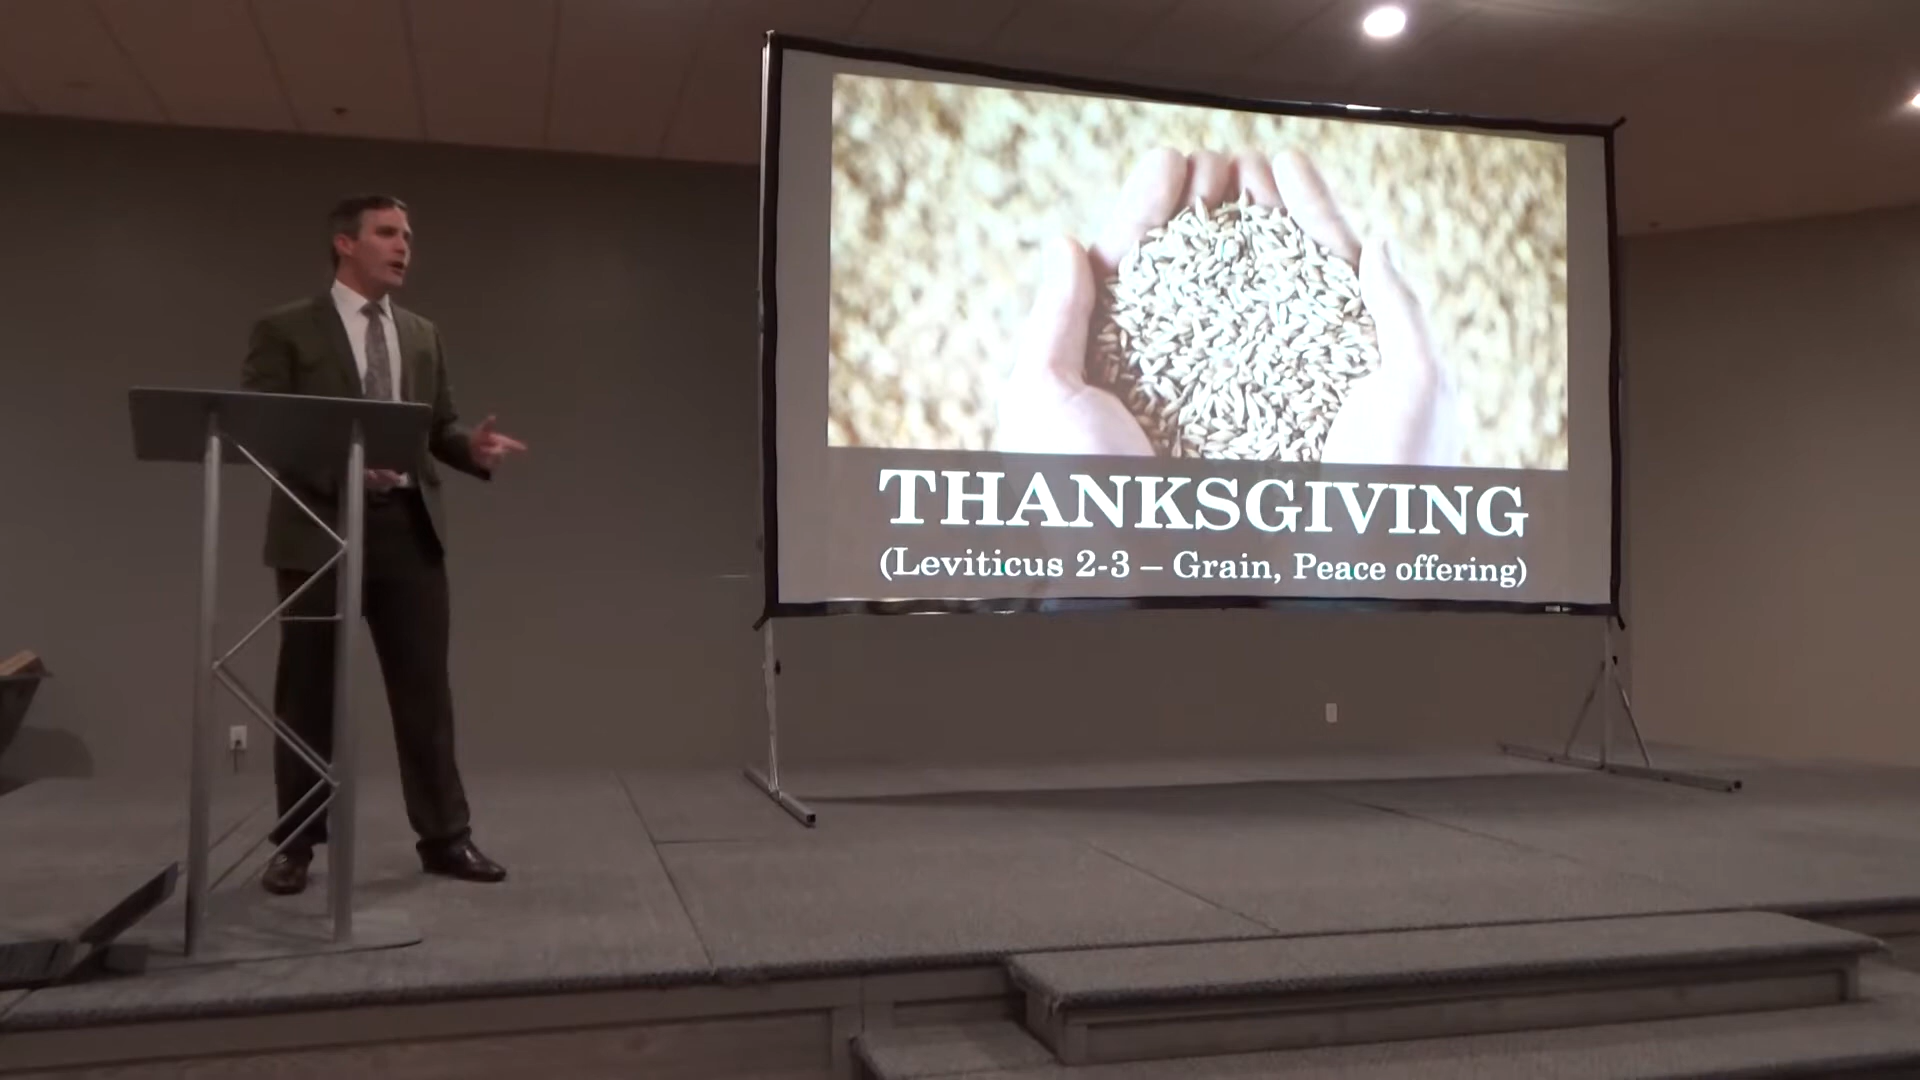 THANKSGIVING
(Leviticus 2-3 – Grain, Peace offering)